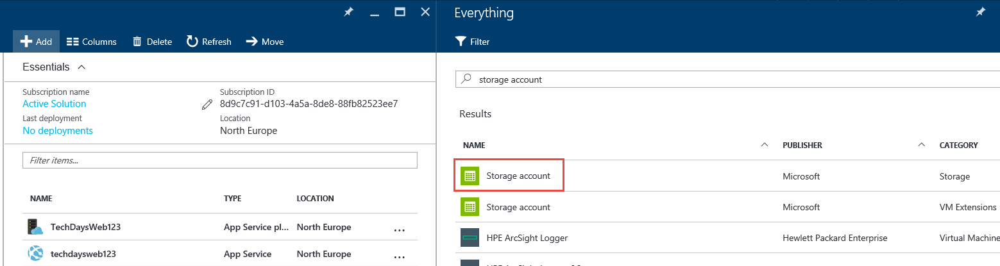 Everything
Add Columns Delete Refresh Move
Filter
Essentials
storage account
Subscription name Subscription ID
Active Solution 8d9c7c91-d103-4a5a-8de8-88fb82523ee7
Last deployment Location
No deployments North Europe
Filter items...
NAME TYPE LOCATION
TechDaysWeb123 App Service pl... North Europe ...
techdaysweb123 App Service North Europe ...
Results
NAME PUBLISHER CATEGORY
Storage account Microsoft Storage
Storage account Microsoft VM Extensions
HPE ArcSight Logger Hewlett Packard Enterprise Virtual Machine